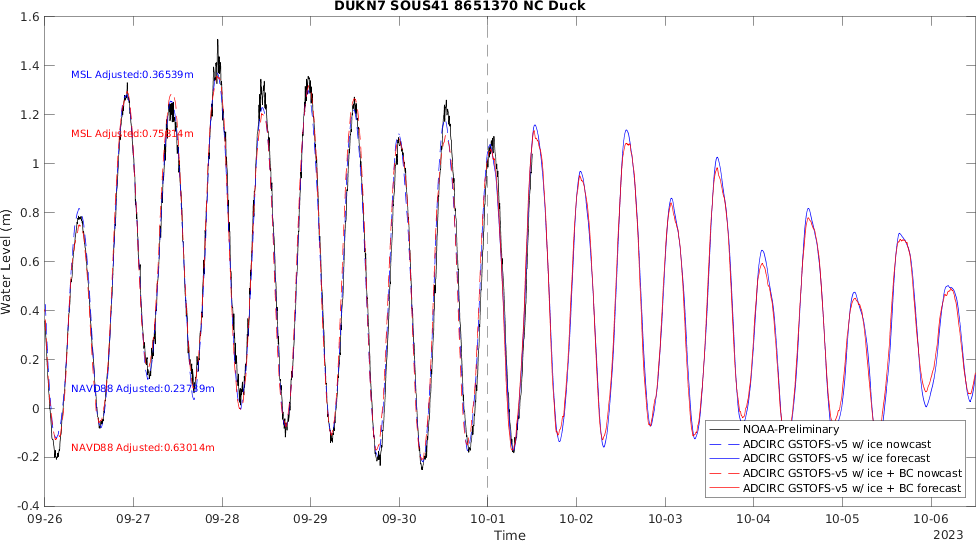 DUKN7 SOUS41 8651370 NC Duck
Water Level (m)
1.6
1.4
1.2
1
0.8
0.6
0.4
0.2
0
-0.2
-0.4
MSL Adjusted:0.36539m
MSL Adjusted:0.75814m
NAVD88 Adjusted:0.23739m
NAVD88 Adjusted:0.63014m
NOAA-Preliminary
ADCIRC GSTOFS-v5 w/ ice nowcast
ADCIRC GSTOFS-v5 w/ ice forecast
ADCIRC GSTOFS-v5 w/ ice + BC nowcast
ADCIRC GSTOFS-v5 w/ ice + BC forecast
09-26 09-27 09-28 09-29 09-30 10-01 10-02 10-03 10-04 10-05 10-06
Time
2023